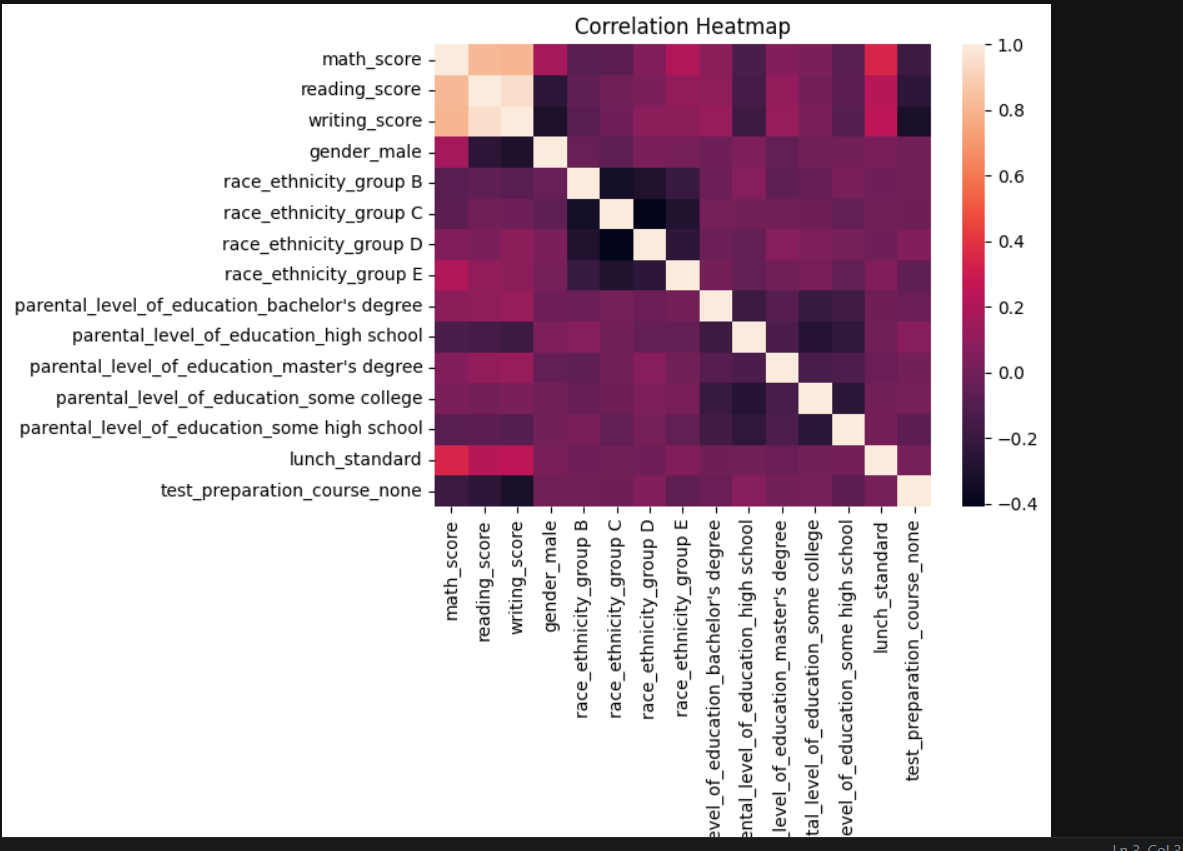 Correlation Heatmap
math_score
reading_score
writing_score
gender_male
race_ethnicity_group B
race_ethnicity_group C
race_ethnicity_group D
race_ethnicity_group E
parental_level_of_education_bachelor's degree
parental_level_of_education_high school
parental_level_of_education_master's degree
parental_level_of_education_some college
parental_level_of_education_some high school
lunch_standard
test_preparation_course_none
1.0
0.8
0.6
0.4
0.2
0.0
−0.2
−0.4
math_score
reading_score
writing_score
gender_male
race_ethnicity_group B
race_ethnicity_group C
race_ethnicity_group D
race_ethnicity_group E
evel_of_education_bachelor's degree
ental_level_of_education_high school
_level_of_education_master's degree
tal_level_of_education_some college
evel_of_education_some high school
lunch_standard
test_preparation_course_none